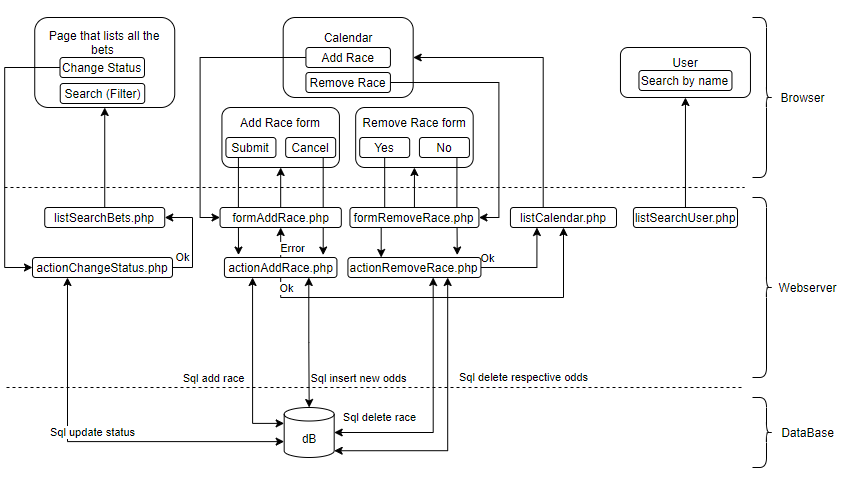 Page that lists all the
bets
Change Status
Search (Filter)
Calendar
Add Race
Remove Race
User
Search by name
Browser
Add Race form
Submit
Cancel
Remove Race form
Yes
No
listSearchBets.php
formAddRace.php
formRemoveRace.php
listCalendar.php
listSearchUser.php
Error
Ok
Ok
actionChangeStatus.php
actionAddRace.php
actionRemoveRace.php
Ok
Webserver
Sql add race
Sql insert new odds
Sql delete respective odds
Sql delete race
Sql update status
dB
DataBase